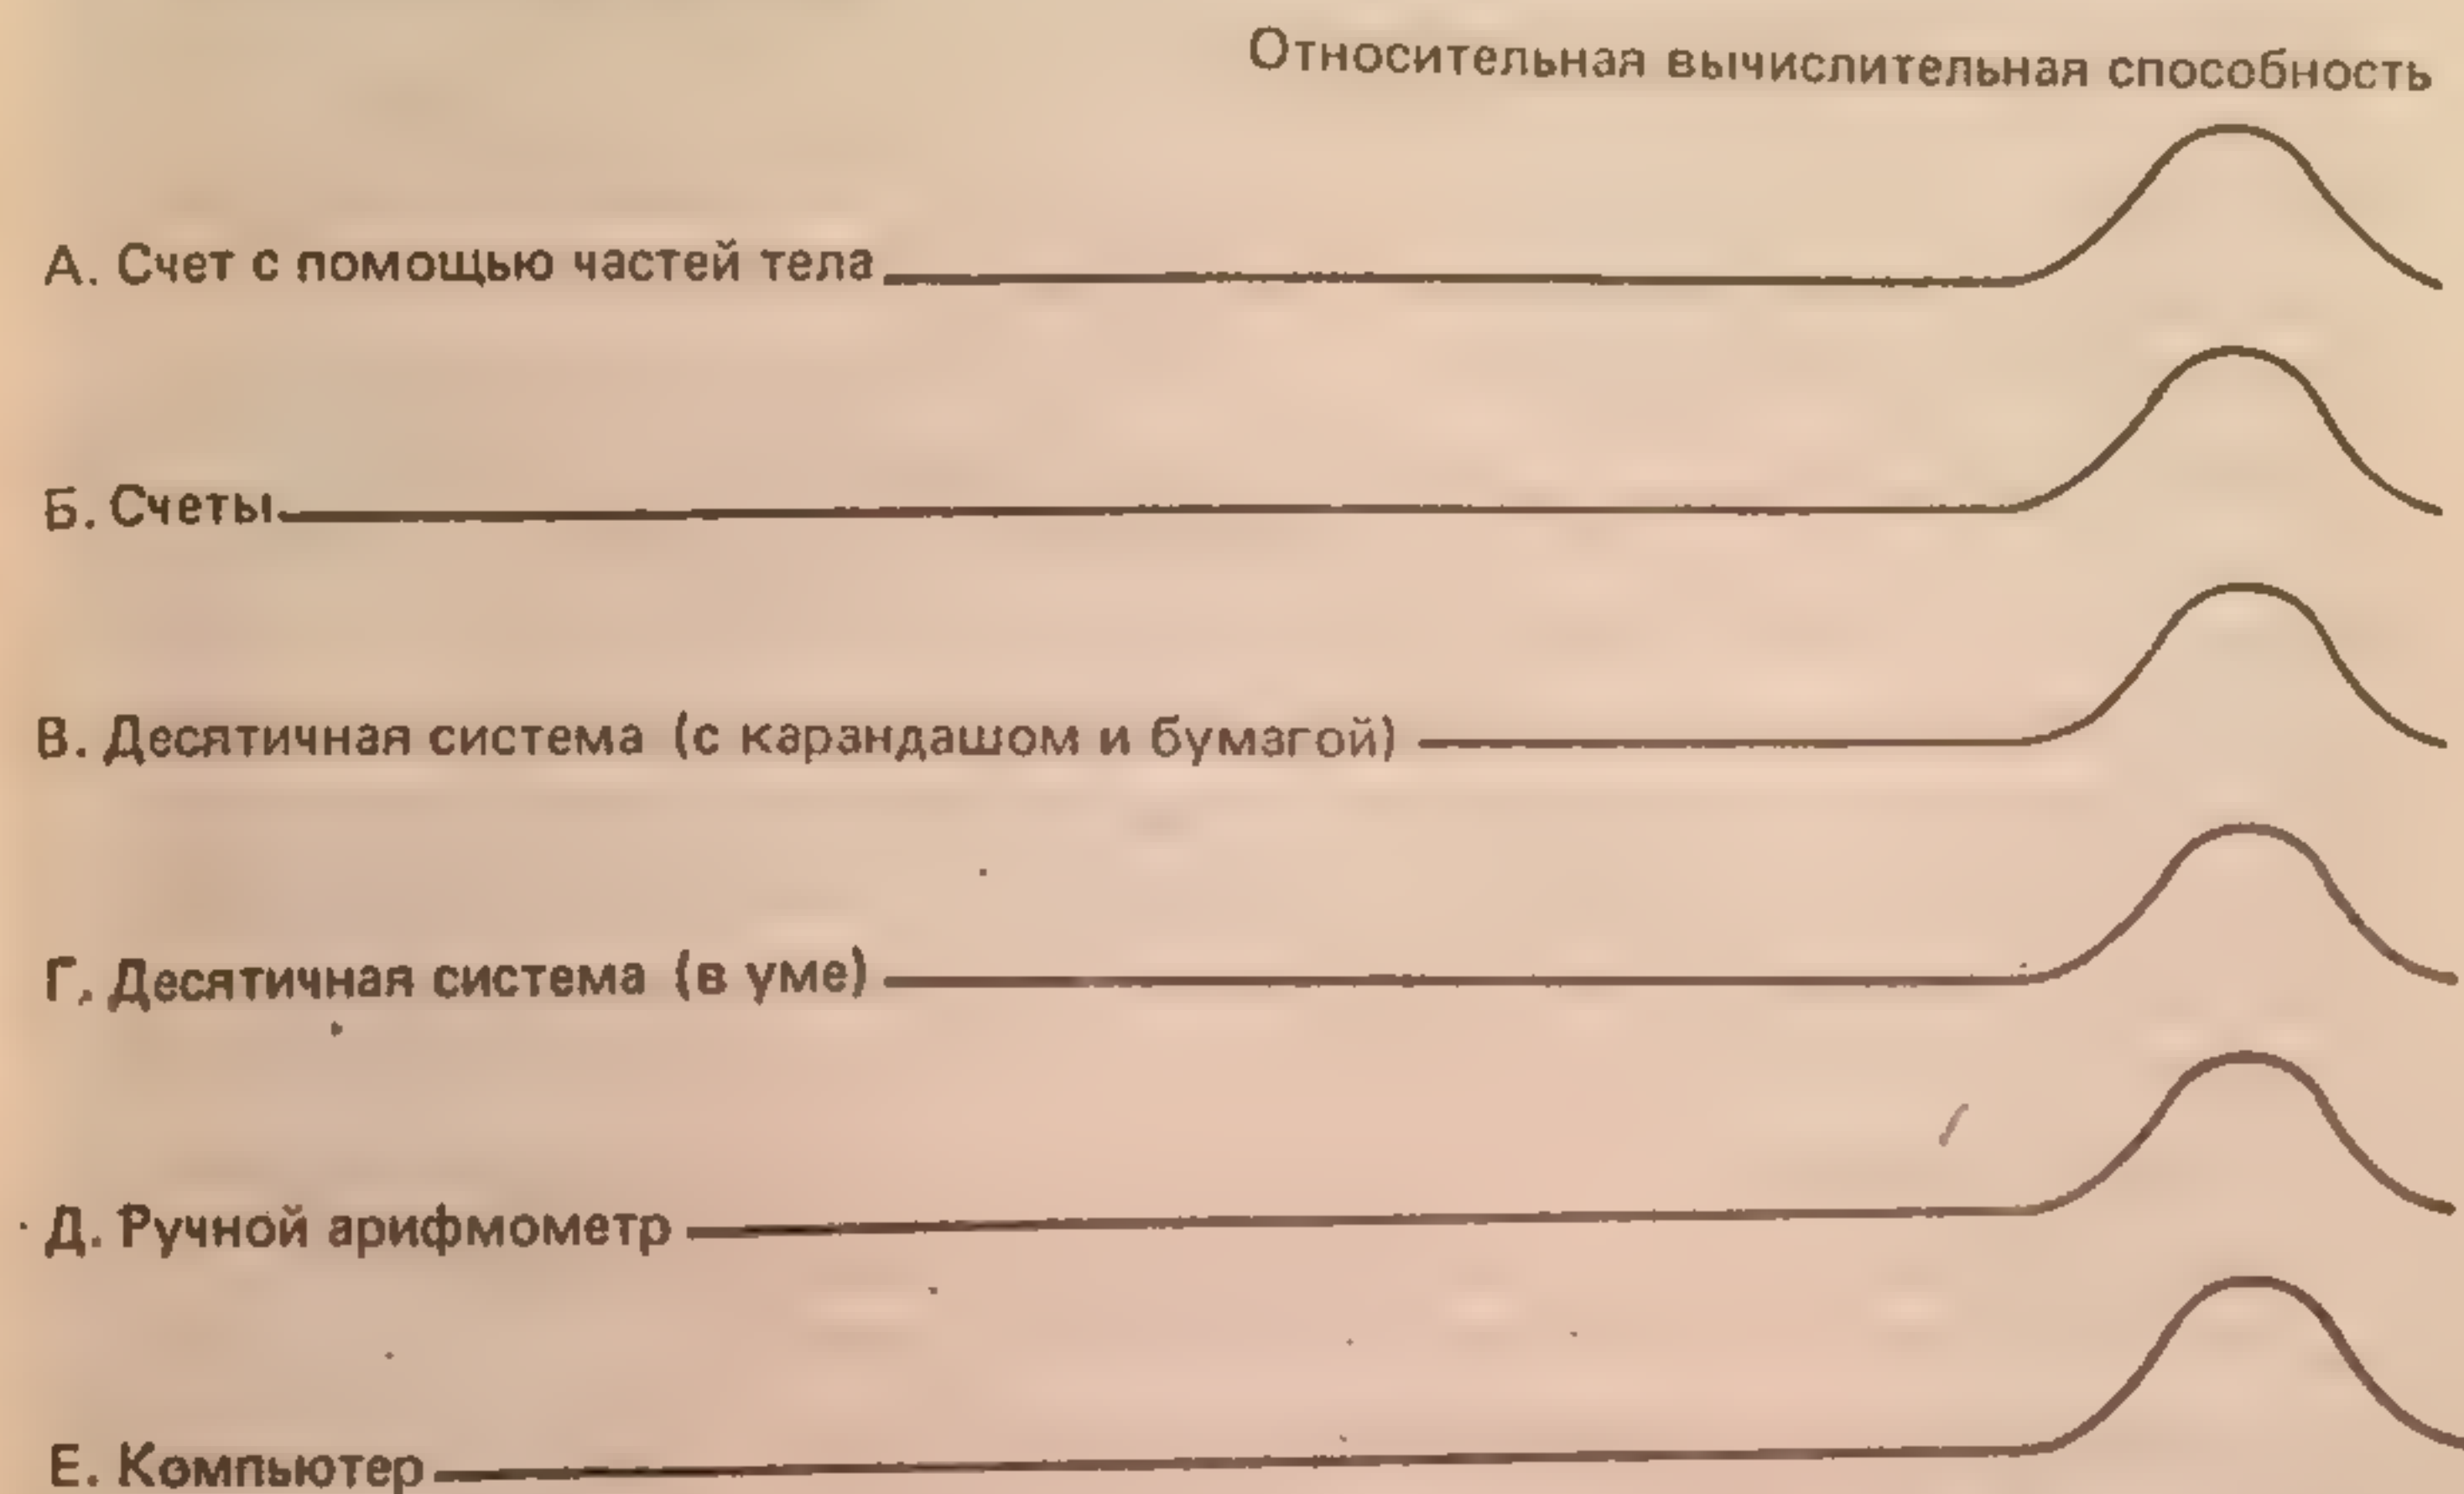 Относительная вычислительная способность
А. Счет с помощью частей тела
Б. Счеты
В. Десятичная система (с карандашом и бумагой)
Г. Десятичная система (в уме)
Д. Ручной арифмометр
Е. Компьютер